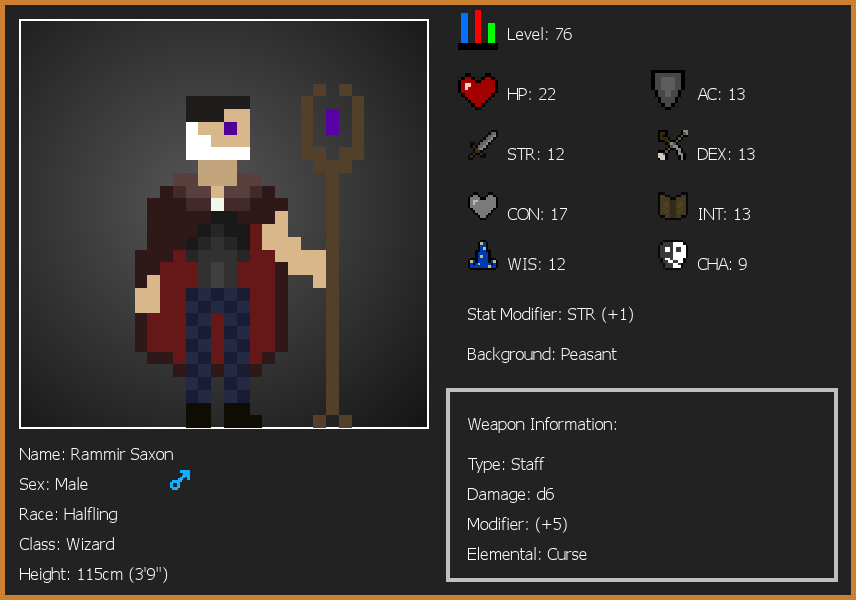 Level: 76
HP: 22
AC: 13
STR: 12
DEX: 13
CON: 17
INT: 13
WIS: 12
CHA: 9
Stat Modifier: STR (+1)
Background: Peasant
Weapon Information:
Type: Staff
Damage: d6
Modifier: (+5)
Elemental: Curse
Name: Rammir Saxon
Sex: Male
Race: Halfling
Class: Wizard
Height: 115cm (3'9")